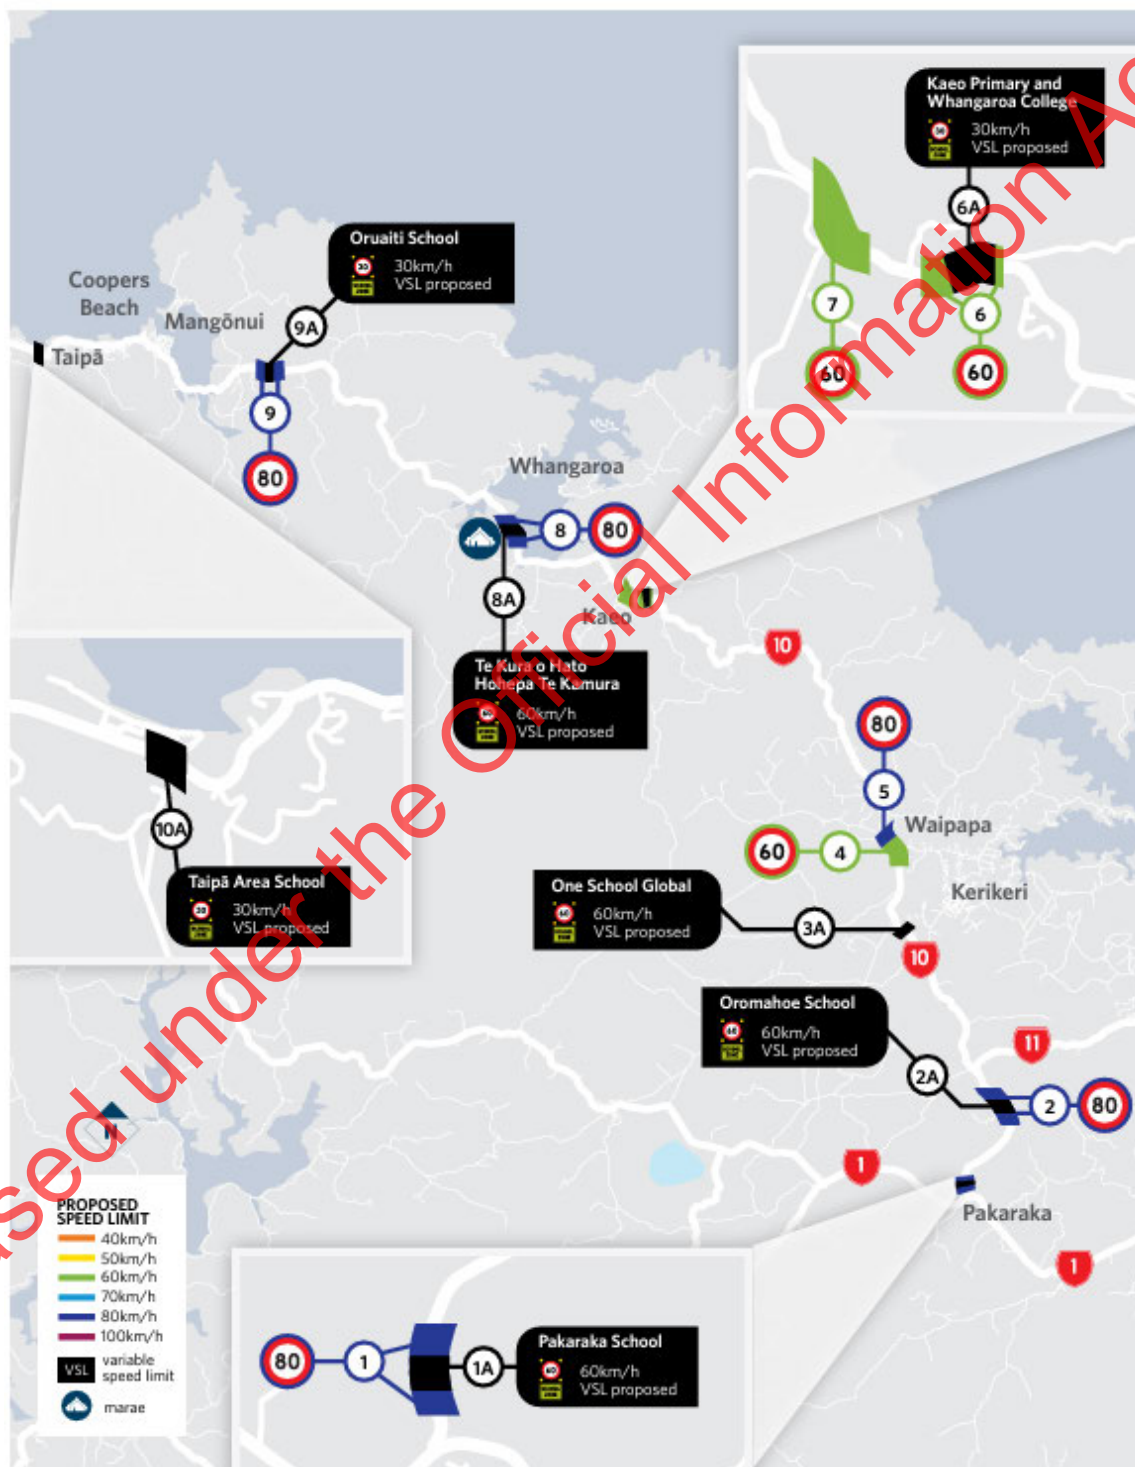 Kaeo Primary and
Whangaroa College
30km/h
VSL proposed
6A
7
60
6
60
Oruaiti School
30km/h
VSL proposed
9A
9
80
Coopers
Beach
Mangōnui
Taipā
Whangaroa
8
80
8A
Kaeo
Te Kura o Hato
Hohepa Te Kamura
60km/h
VSL proposed
10
80
5
Waipapa
60
4
Kerikeri
10A
Taipā Area School
30km/h
VSL proposed
One School Global
60km/h
VSL proposed
3A
10
Oromahoe School
60km/h
VSL proposed
2A
11
2
80
1
Pakaraka
1
N
PROPOSED
SPEED LIMIT
40km/h
50km/h
60km/h
70km/h
80km/h
100km/h
VSL variable
speed limit
marae
80
1
1A
Pakaraka School
60km/h
VSL proposed
under the Official Information